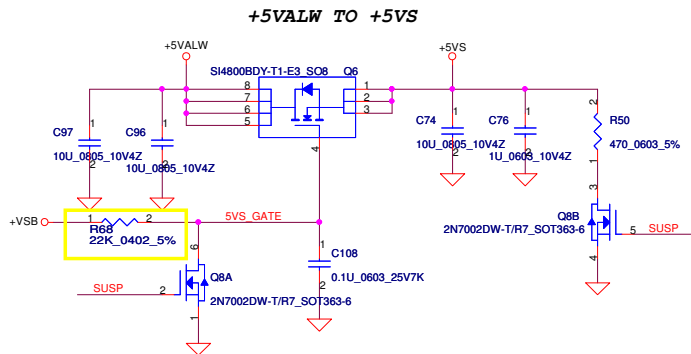 +5VALW TO +5VS
+5VALW
+5VS
SI4800BDY-T1-E3_SO8 Q6
8
7
6
5
1
2
3
4
C97
1
2
10U_0805_10V4Z
C96
1
2
10U_0805_10V4Z
C74
1
2
10U_0805_10V4Z
C76
1
2
1U_0603_10V4Z
2
R50
470_0603_5%
1
+VSB
1
2
R68
22K_0402_5%
5VS_GATE
6
Q8A
2N7002DW-T/R7_SOT363-6
SUSP
2
1
1
C108
0.1U_0603_25V7K
2
3
Q8B
2N7002DW-T/R7_SOT363-6
5
SUSP
4